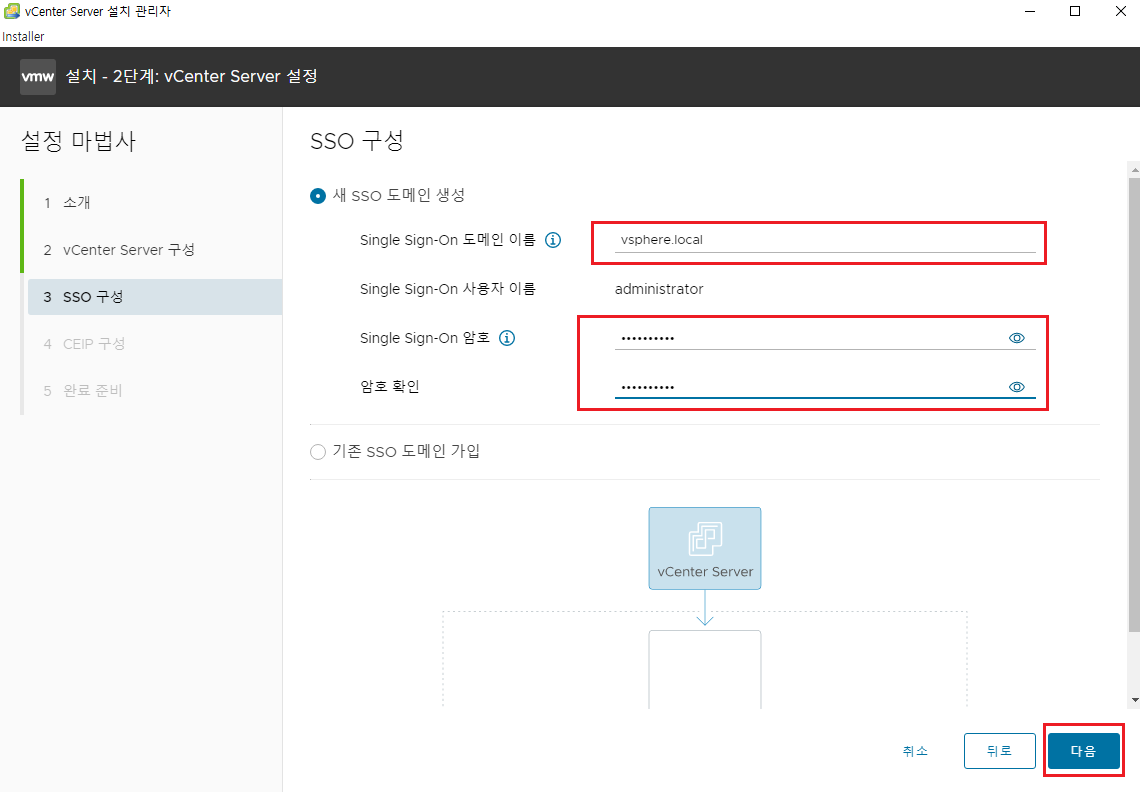 vCenter Server 설치 관리자
Installer
vmw 설치 - 2단계: vCenter Server 설정
설정 마법사
1 소개
2 vCenter Server 구성
3 SSO 구성
4 CEIP 구성
5 완료 준비
SSO 구성
새 SSO 도메인 생성
Single Sign-On 도메인 이름 vsphere.local
Single Sign-On 사용자 이름 administrator
Single Sign-On 암호 ••••••••••
암호 확인 ••••••••••
기존 SSO 도메인 가입
vCenter Server
취소 뒤로 다음